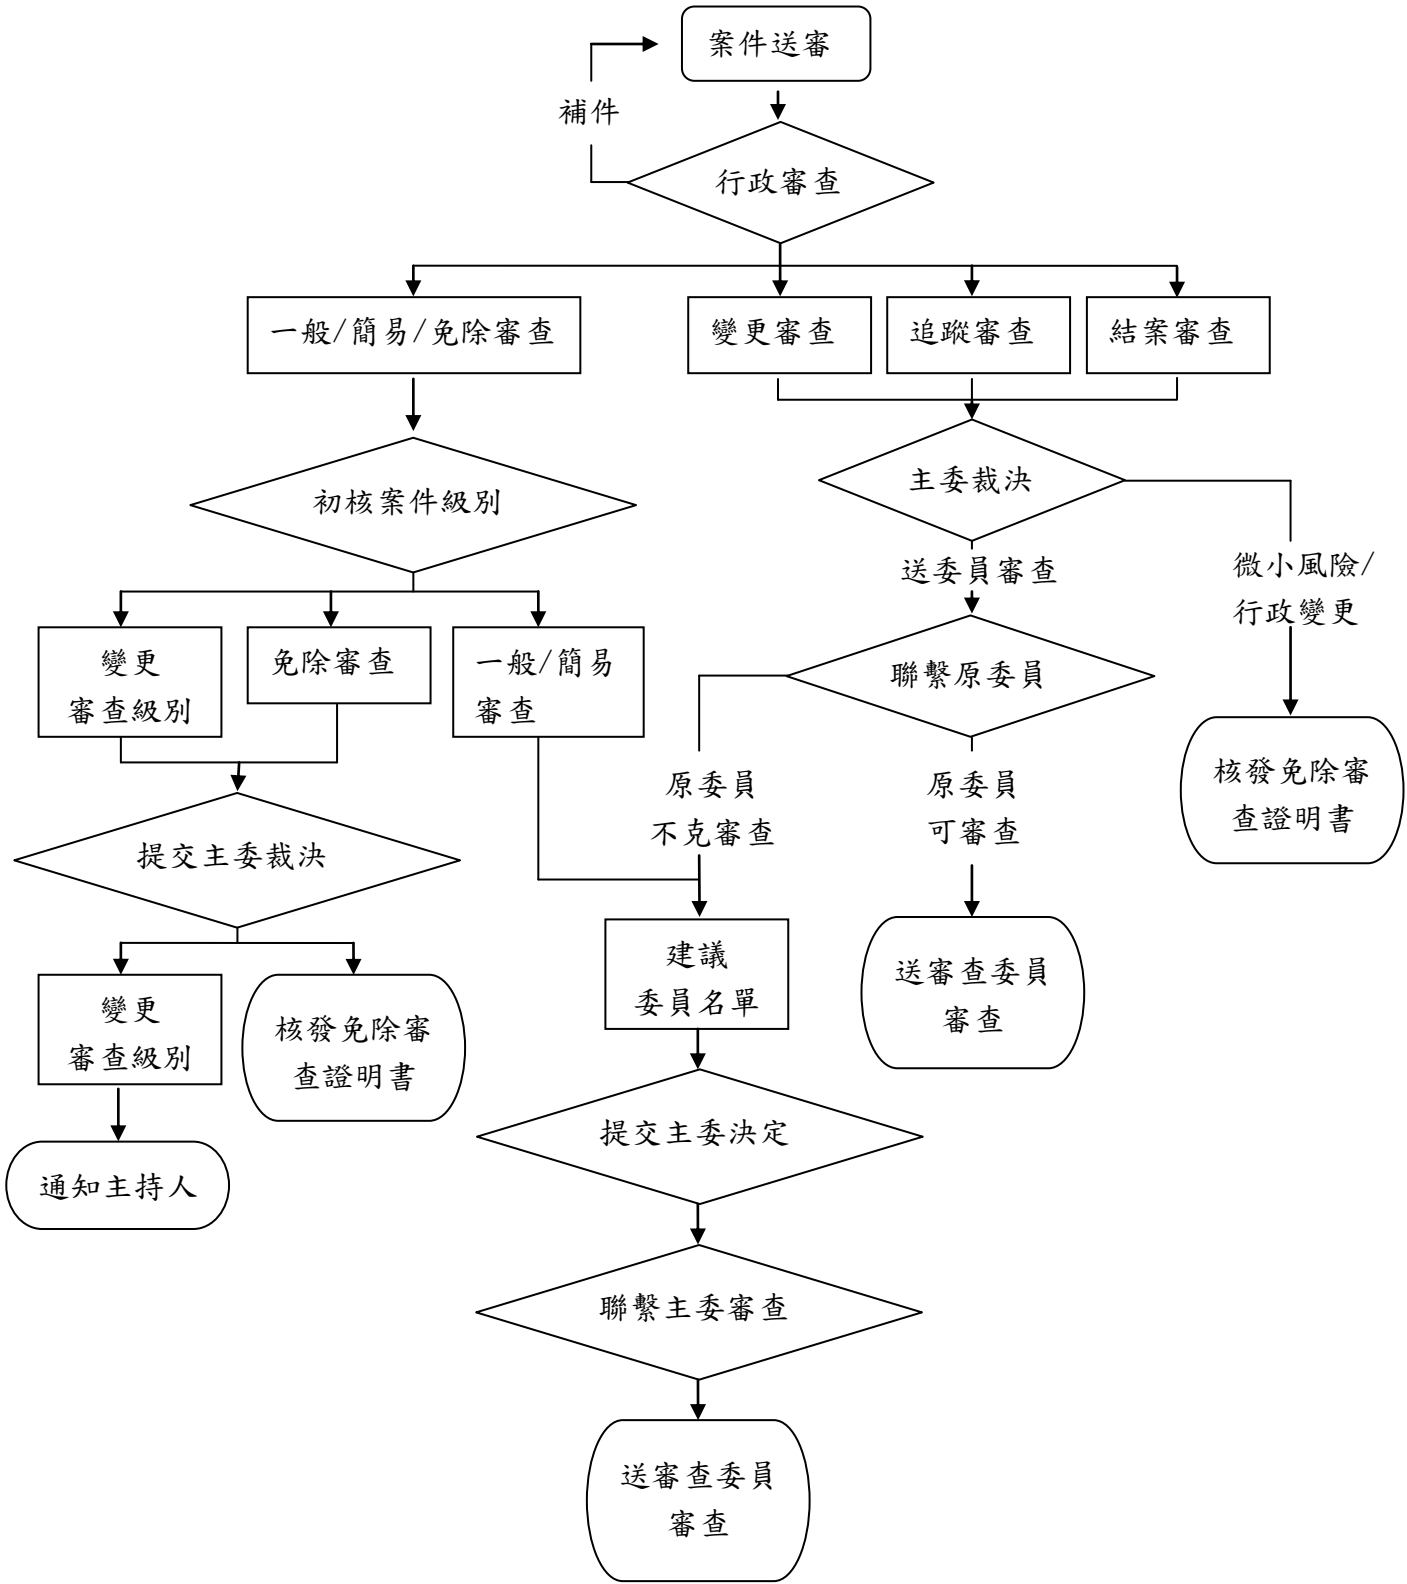 案件送審
補件
行政審查
一般/簡易/免除審查
變更審查
追蹤審查
結案審查
主委裁決
初核案件級別
送委員審查
微小風險/
行政變更
變更
審查級別
免除審查
一般/簡易
審查
聯繫原委員
原委員
不克審查
原委員
可審查
核發免除審
查證明書
提交主委裁決
建議
委員名單
送審查委員
審查
變更
審查級別
核發免除審
查證明書
提交主委決定
通知主持人
聯繫主委審查
送審查委員
審查